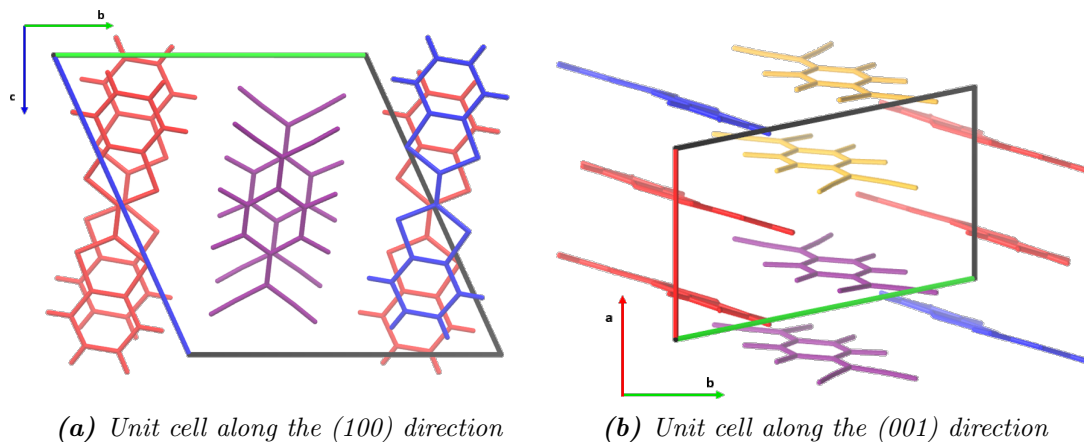 b
c
a
b
(a) Unit cell along the (100) direction
(b) Unit cell along the (001) direction